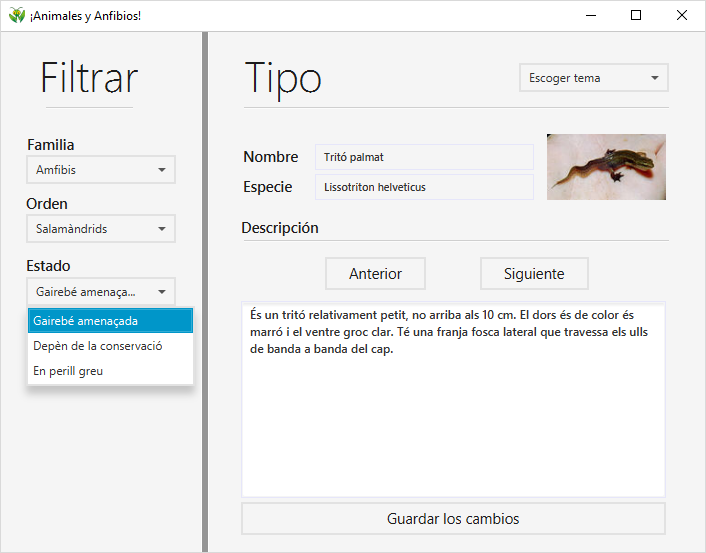 ¡Animales y Anfibios!
Filtrar
Familia
Amfibis
Orden
Salamàndrids
Estado
Gairebé amenaça...
Gairebé amenaçada
Depèn de la conservació
En perill greu
Tipo
Escoger tema
Nombre
Tritó palmat
Especie
Lissotriton helveticus
Descripción
Anterior
Siguiente
És un tritó relativament petit, no arriba als 10 cm. El dors és de color és
marró i el ventre groc clar. Té una franja fosca lateral que travessa els ulls
de banda a banda del cap.
Guardar los cambios